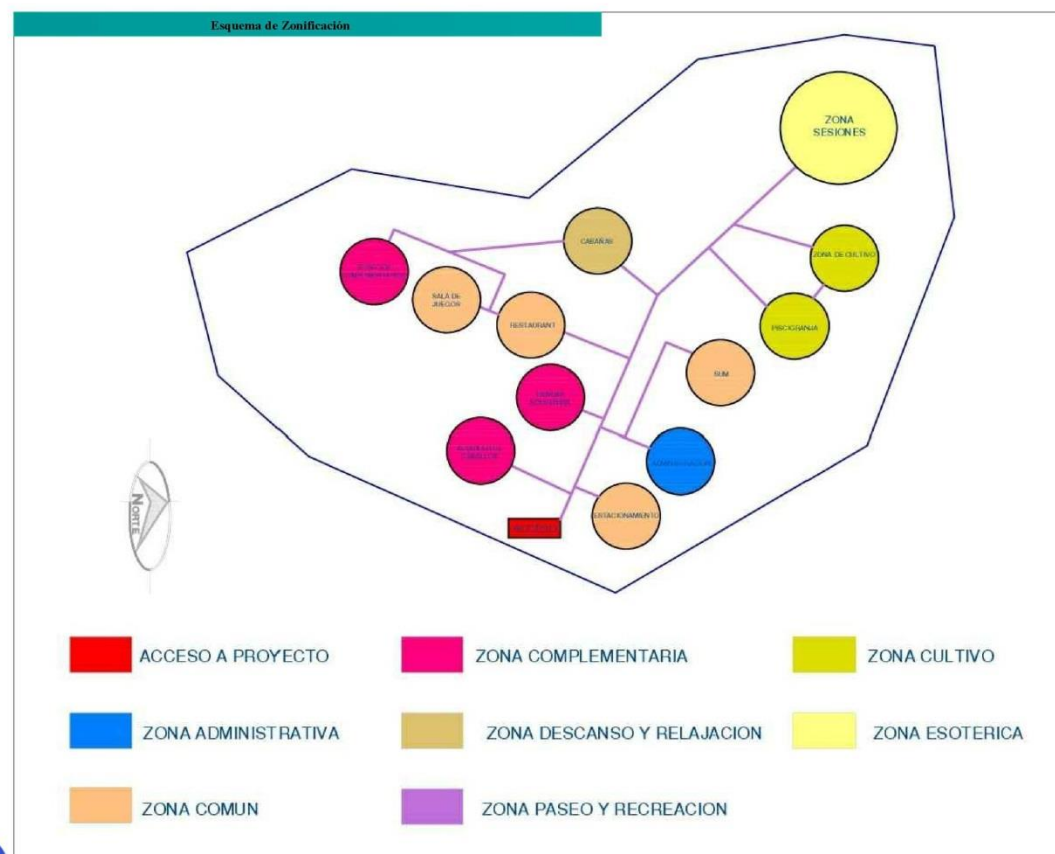 Esquema de Zonificación
ZONA
SESIONES
CABAÑAS
ZONA DE CULTIVO
SALA DE
JUEGOS
RESTAURANT
PISCIGRANJA
SUM
ADMINISTRACION
ESTACIONAMIENTO
NORTE
ACCESO A PROYECTO
ZONA COMPLEMENTARIA
ZONA CULTIVO
ZONA ADMINISTRATIVA
ZONA DESCANSO Y RELAJACION
ZONA ESOTERICA
ZONA COMUN
ZONA PASEO Y RECREACION